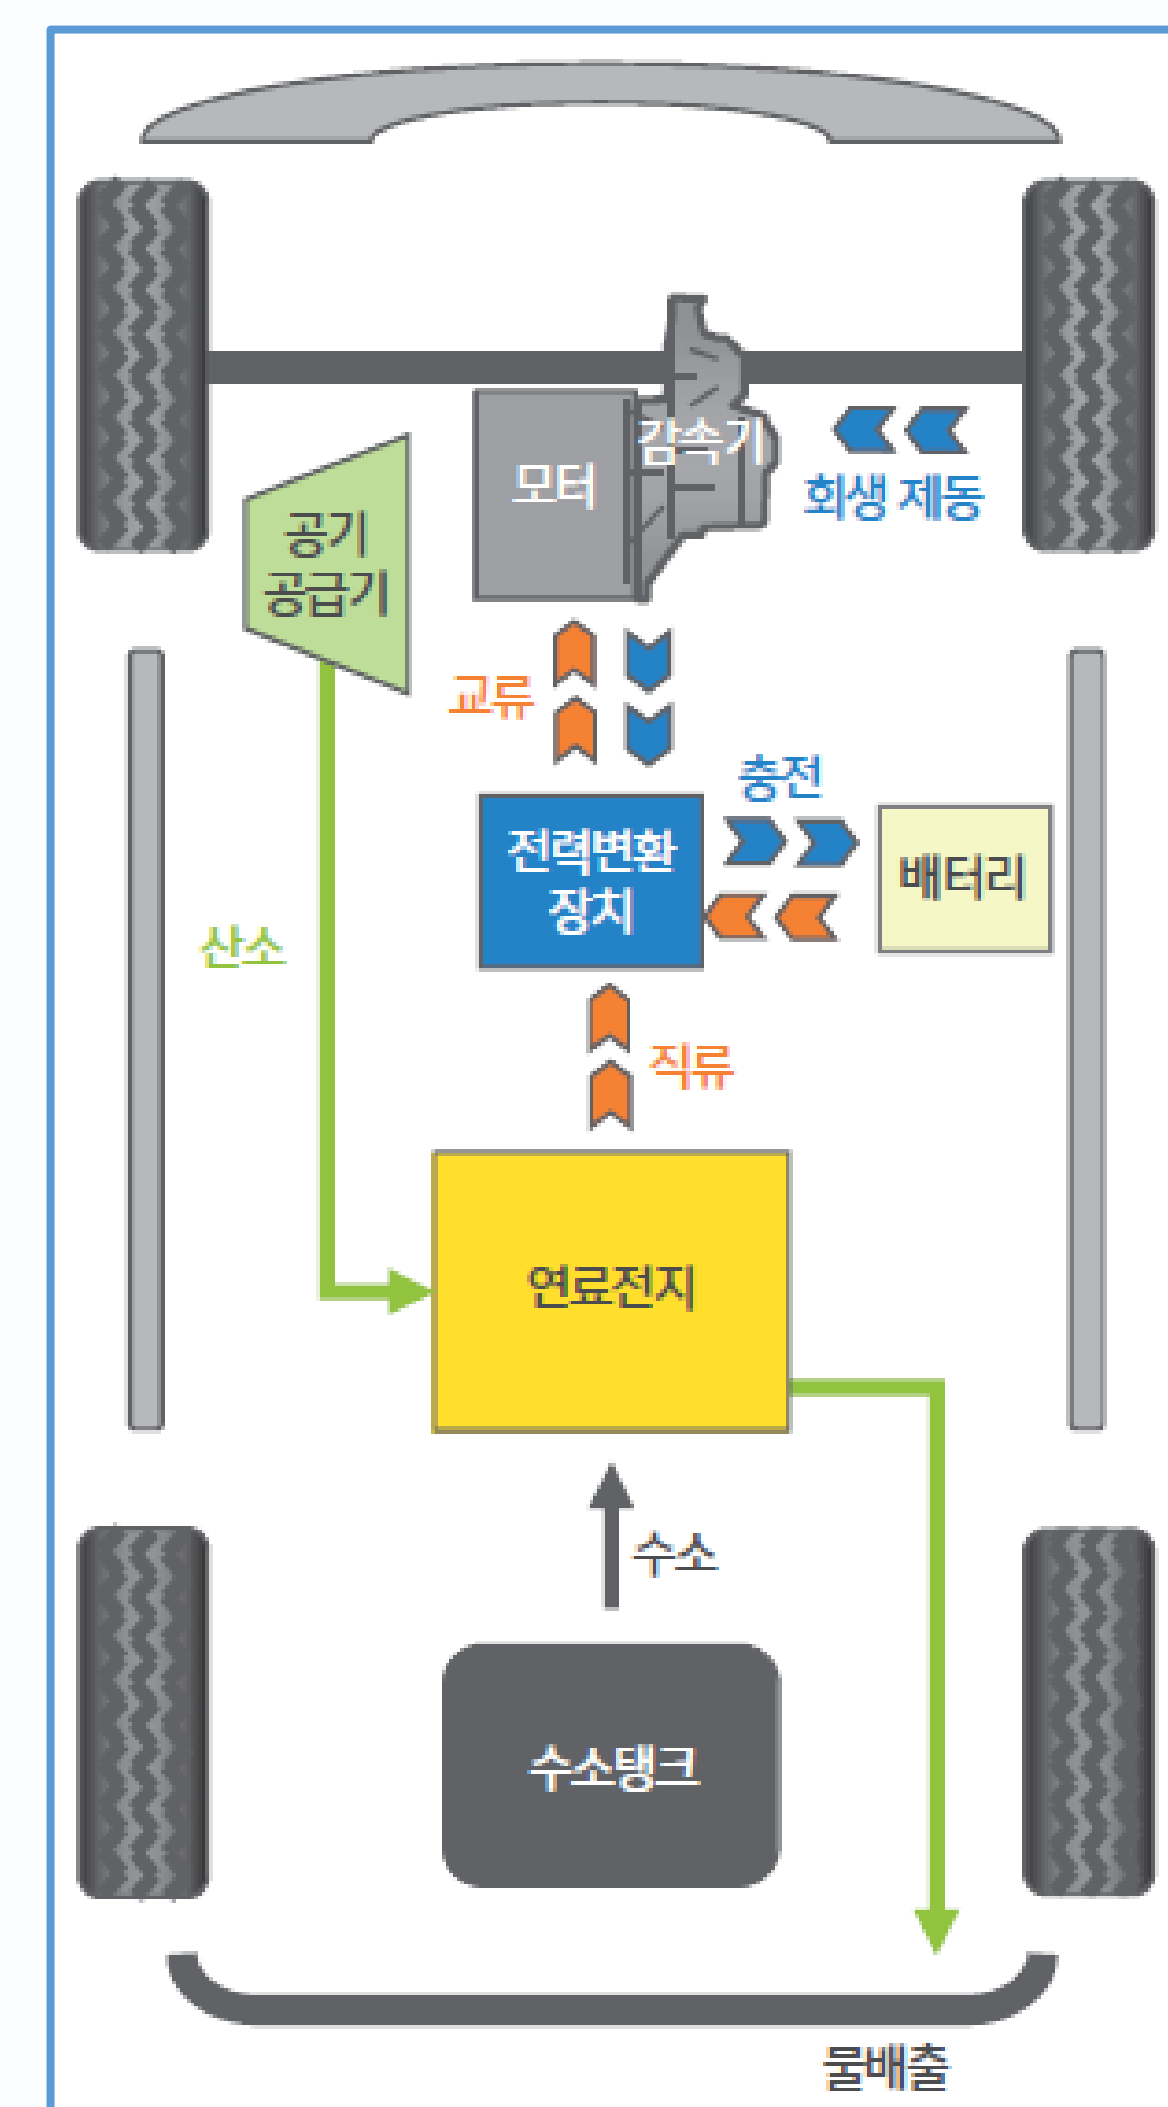 감속기
모터
회생 제동
공기
공급기
교류
충전
전력변환
장치
배터리
산소
직류
연료전지
수소
수소탱크
물배출